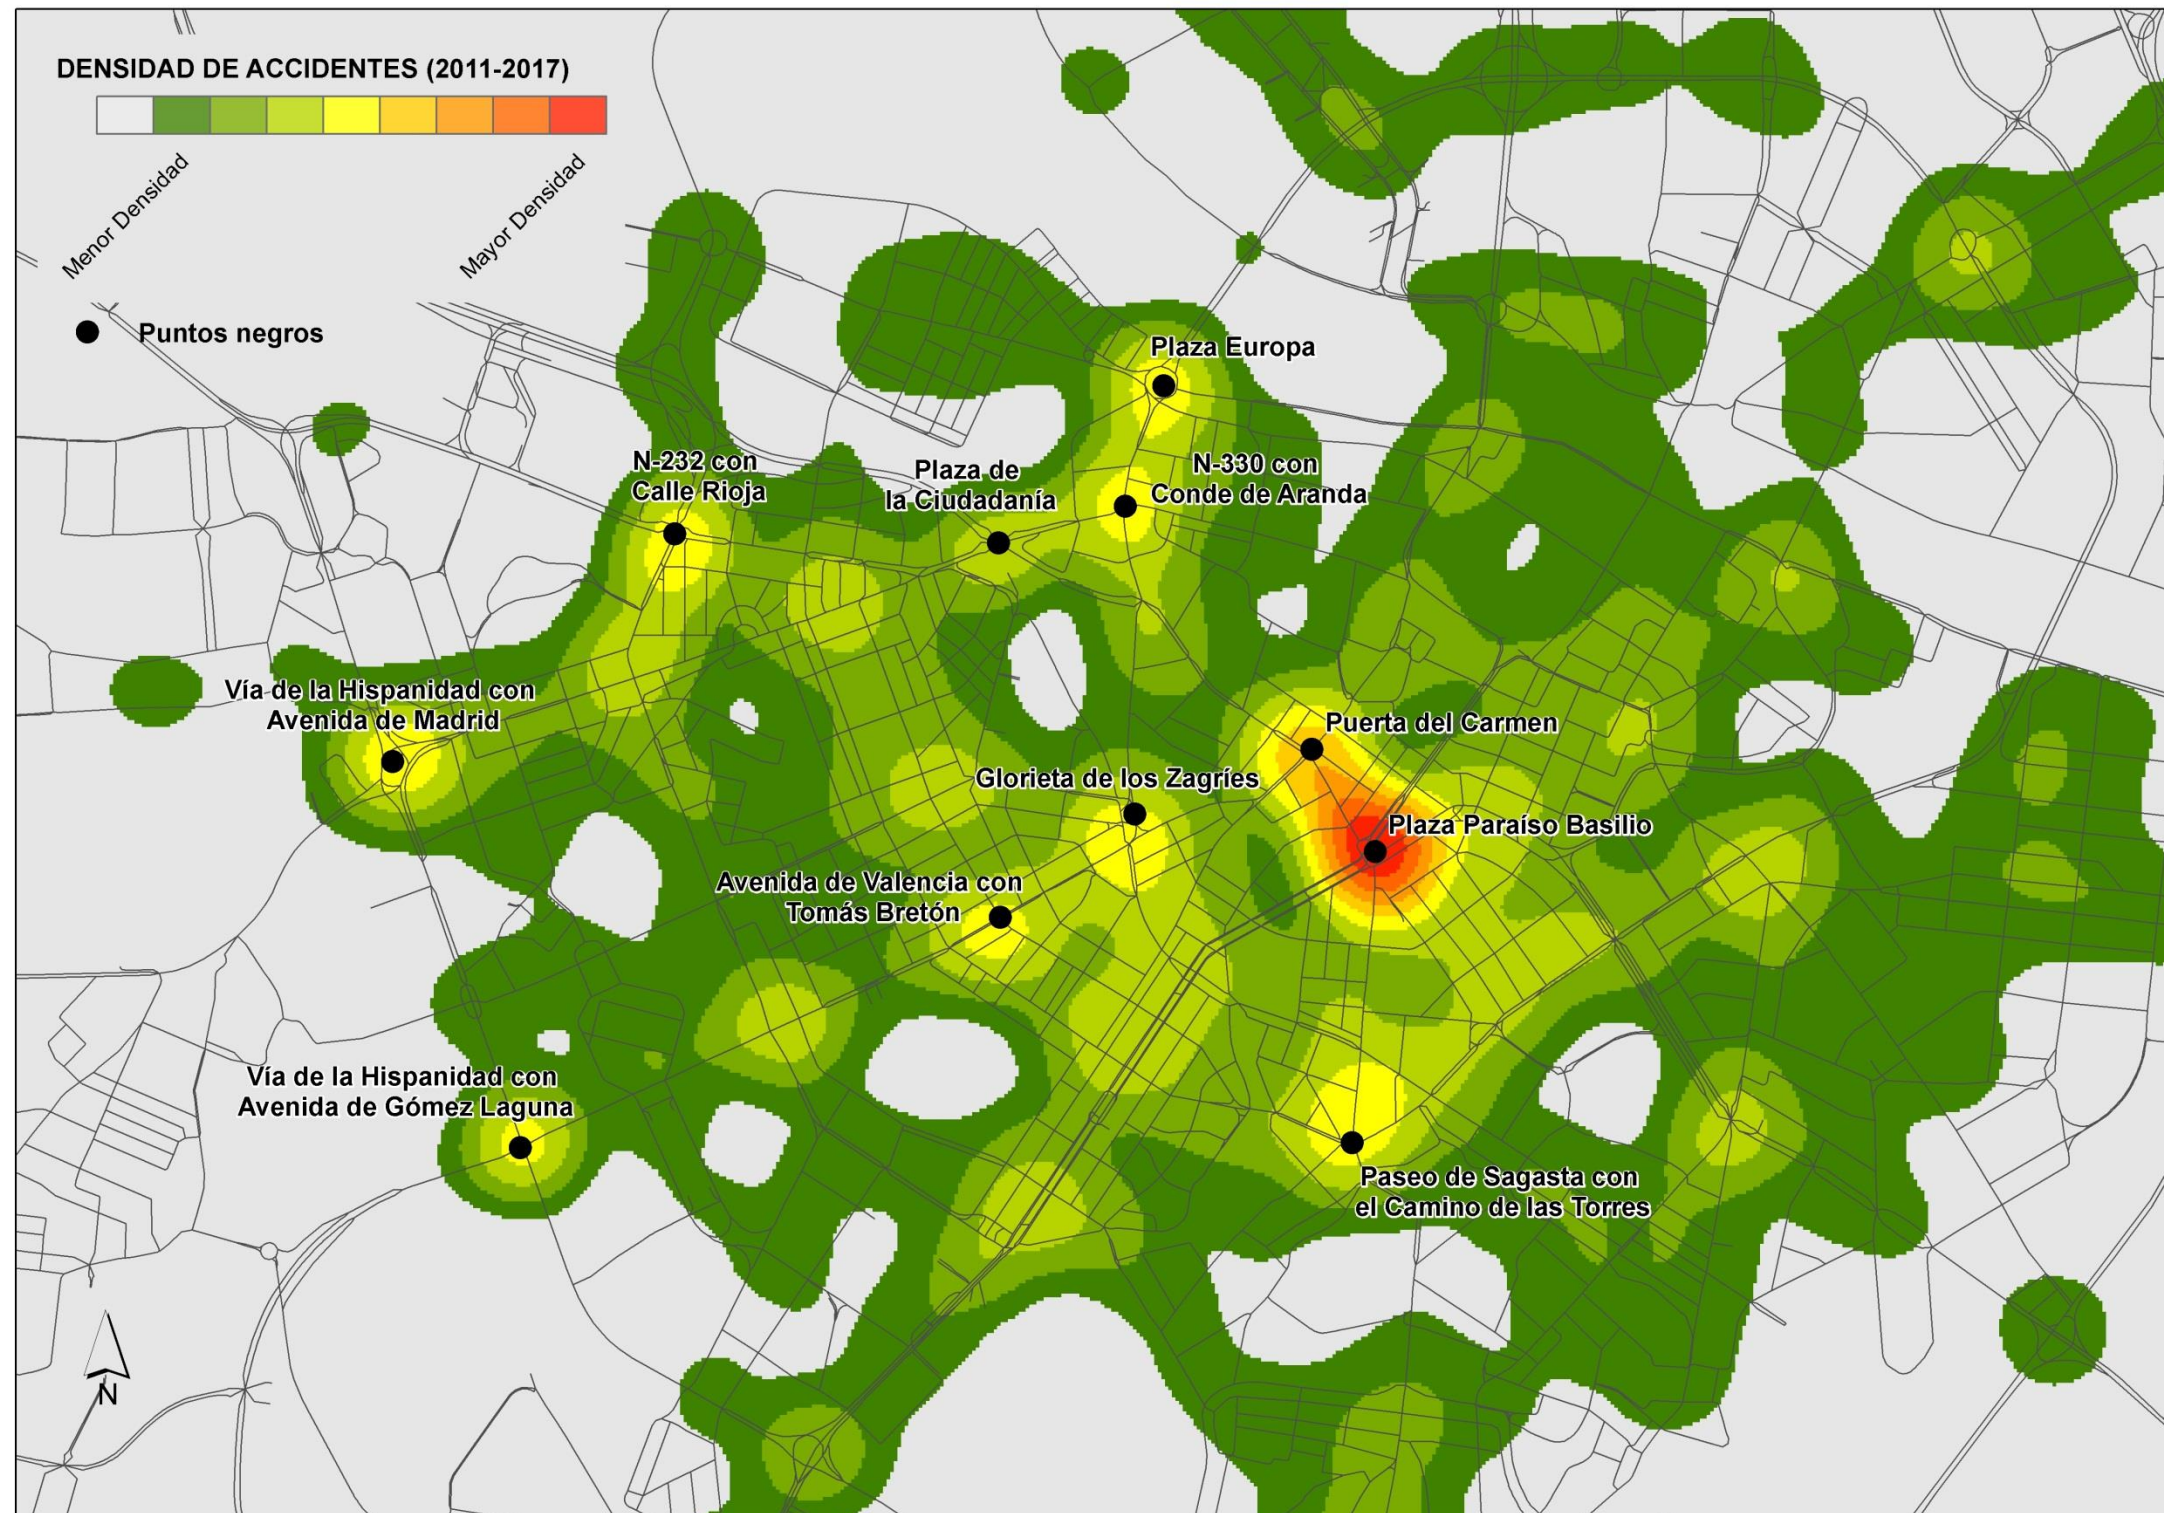 DENSIDAD DE ACCIDENTES (2011-2017)
Menor Densidad
Mayor Densidad
Puntos negros
Plaza Europa
N-232 con
Calle Rioja
Plaza de
la Ciudadanía
N-330 con
Conde de Aranda
Vía de la Hispanidad con
Avenida de Madrid
Puerta del Carmen
Glorieta de los Zagríes
Plaza Paraíso Basilio
Avenida de Valencia con
Tomás Bretón
Vía de la Hispanidad con
Avenida de Gómez Laguna
Paseo de Sagasta con
el Camino de las Torres
N